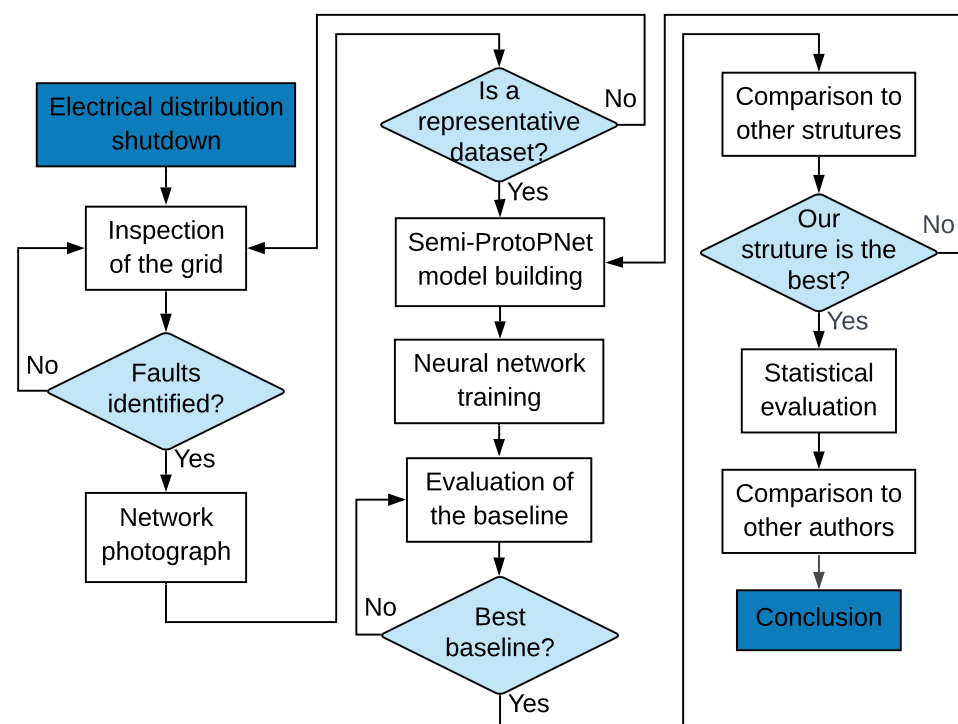 Electrical distribution
shutdown
Inspection
of the grid
No
Faults
identified?
Yes
Network
photograph
Is a
representative
dataset?
No
Yes
Semi-ProtoPNet
model building
Neural network
training
Evaluation of
the baseline
No
Best
baseline?
Yes
Comparison to
other strutures
Our
struture is the
best?
No
Yes
Statistical
evaluation
Comparison to
other authors
Conclusion